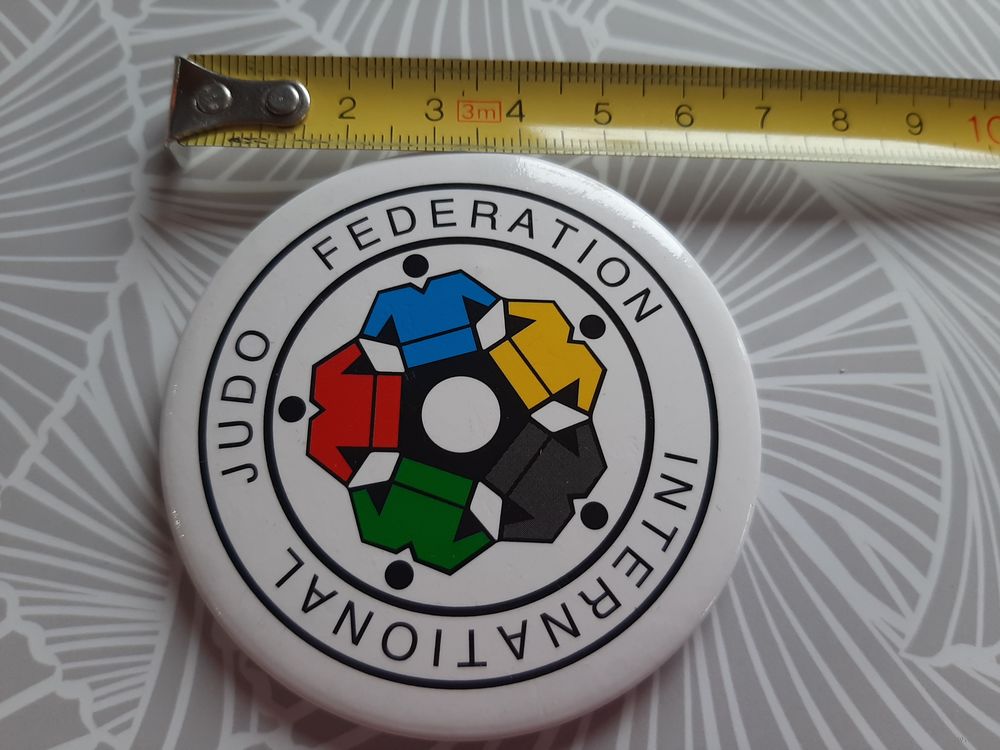 2 3 3m 4 5 6 7 8 9 10
INTERNATIONAL JUDO FEDERATION